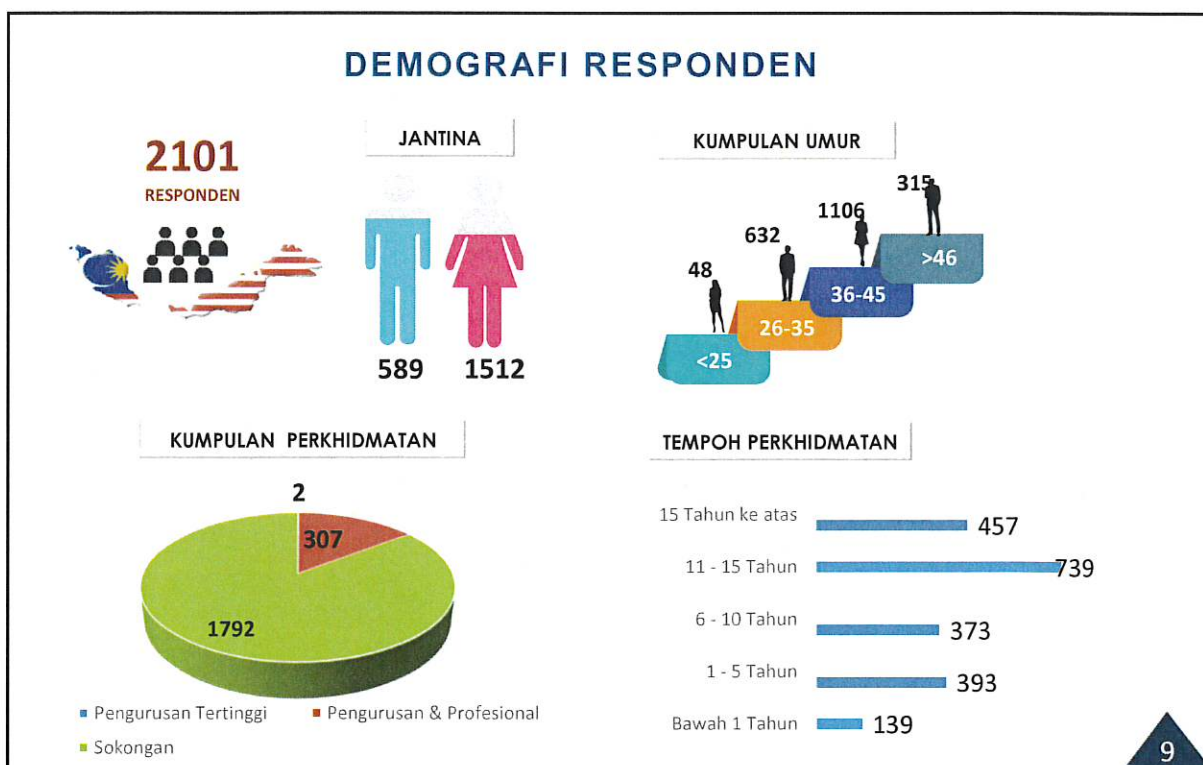 DEMOGRAFI RESPONDEN
2101
RESPONDEN
JANTINA
589
1512
KUMPULAN UMUR
48
632
1106
315
<25
26-35
36-45
>46
KUMPULAN PERKHIDMATAN
2
307
1792
Pengurusan Tertinggi
Pengurusan & Profesional
Sokongan
TEMPOH PERKHIDMATAN
15 Tahun ke atas 457
11 - 15 Tahun 739
6 - 10 Tahun 373
1 - 5 Tahun 393
Bawah 1 Tahun 139
9